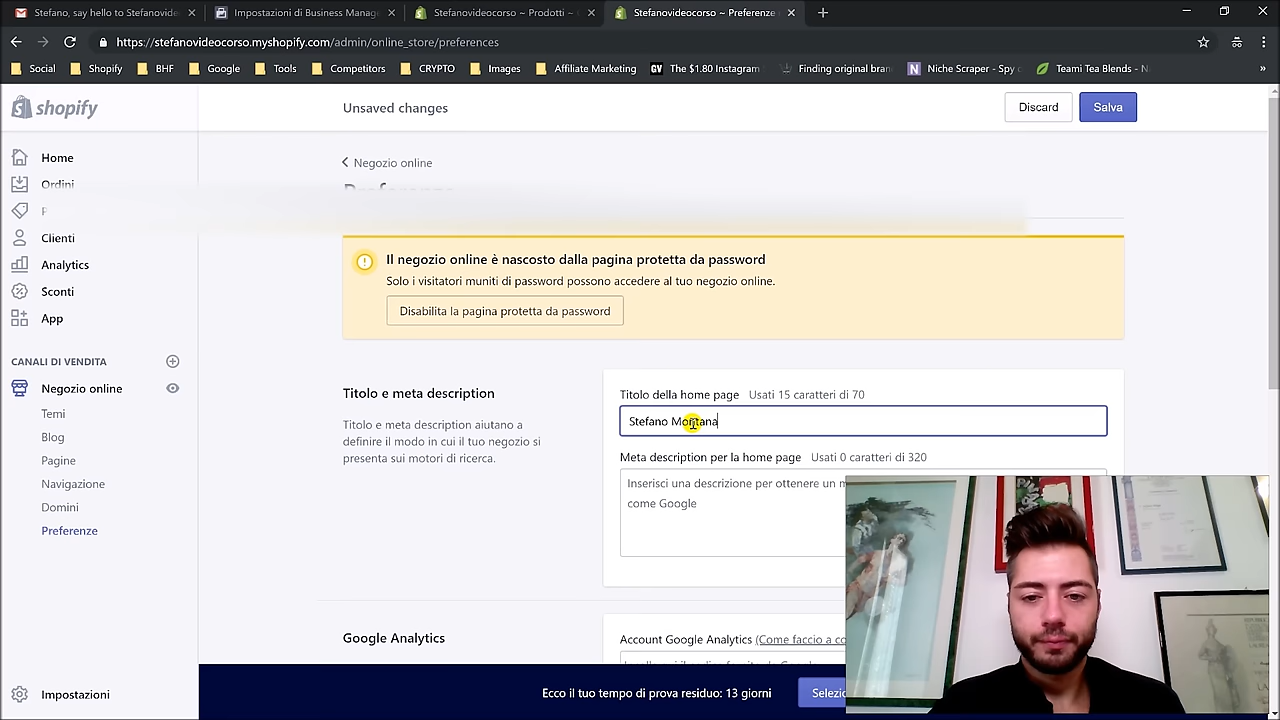 Stefano, say hello to Stefanovide
Impostazioni di Business Manag
Stefanovideocorso ~ Prodotti ~
Stefanovideocorso ~ Preferenze
https://stefanovideocorso.myshopify.com/admin/online_store/preferences
Social
Shopify
BHF
Google
Tools
Competitors
CRYPTO
Images
Affiliate Marketing
GV The $1.80 Instagram
Finding original bran
N Niche Scraper - Spy
Teami Tea Blends - N
»
shopify
Unsaved changes
Discard
Salva
Home
Ordini
P
Clienti
Analytics
Sconti
App
CANALI DI VENDITA
Negozio online
Temi
Blog
Pagine
Navigazione
Domini
Preferenze
Impostazioni
Negozio online
Preferenze
Il negozio online è nascosto dalla pagina protetta da password
Solo i visitatori muniti di password possono accedere al tuo negozio online.
Disabilita la pagina protetta da password
Titolo e meta description
Titolo e meta description aiutano a
definire il modo in cui il tuo negozio si
presenta sui motori di ricerca.
Titolo della home page Usati 15 caratteri di 70
Stefano Montana
Meta description per la home page Usati 0 caratteri di 320
Inserisci una descrizione per ottenere un m
come Google
Google Analytics
Account Google Analytics (Come faccio a co
Ecco il tuo tempo di prova residuo: 13 giorni
Selezio